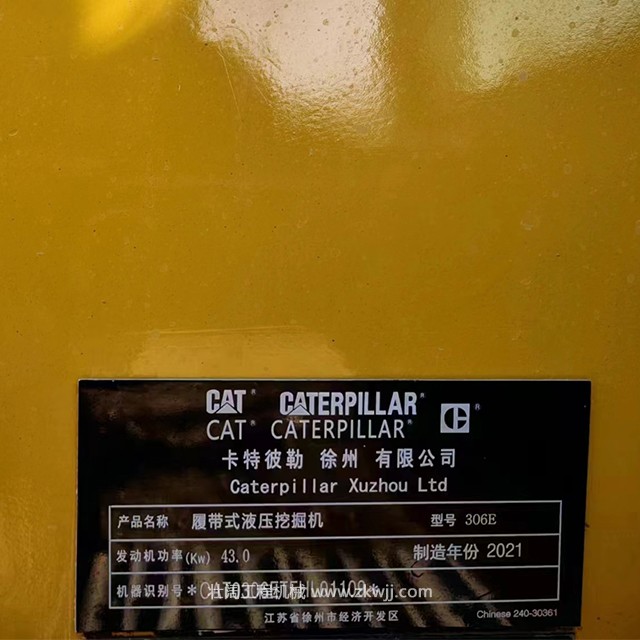 CAT® CATERPILLAR® C®
CAT® CATERPILLAR®
卡特彼勒 徐州 有限公司
Caterpillar Xuzhou Ltd
产品名称 履带式液压挖掘机 型号 306E
发动机功率(Kw) 43.0 制造年份 2021
机器识别号
壮阔工程机械 www.zkwjj.com
江苏省徐州市经济开发区 Chinese 240-30361